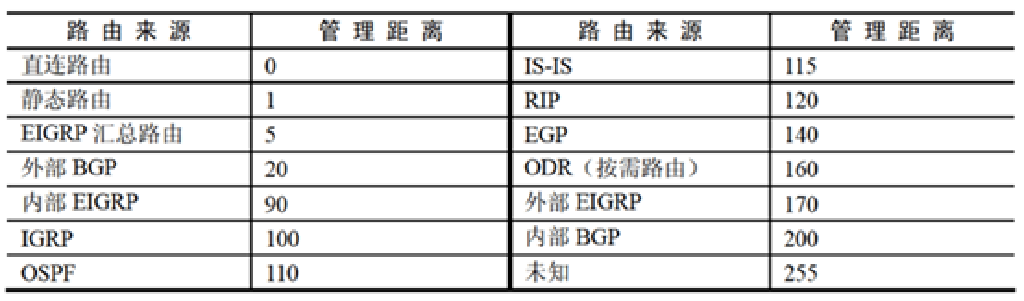 路由来源 管理距离 路由来源 管理距离
直连路由 0 IS-IS 115
静态路由 1 RIP 120
EIGRP 汇总路由 5 EGP 140
外部 BGP 20 ODR（按需路由） 160
内部 EIGRP 90 外部 EIGRP 170
IGRP 100 内部 BGP 200
OSPF 110 未知 255